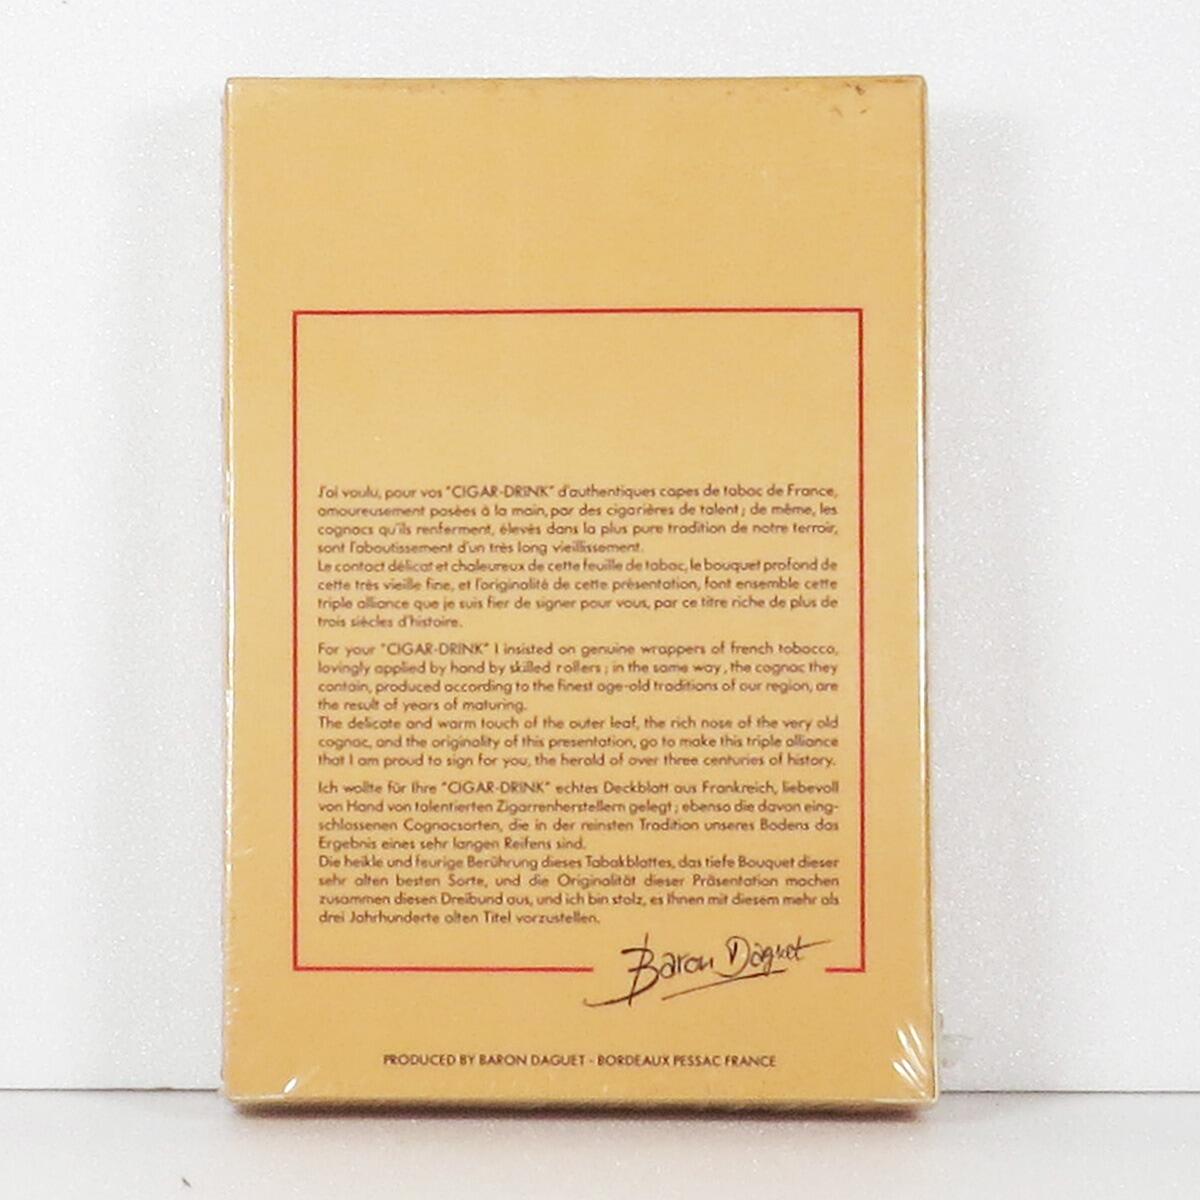 J'ai voulu, pour vos "CIGAR-DRINK" d'authentiques capes de tabac de France,
amoureusement posées à la main, par des cigarières de talent ; de même, les
cognacs qu'ils renferment, élevés dans la plus pure tradition de notre terroir,
sont l'aboutissement d'un très long vieillissement.
Le contact délicat et chaleureux de cette feuille de tabac, le bouquet profond de
cette très vieille fine, et l'originalité de cette présentation, font ensemble cette
triple alliance que je suis fier de signer pour vous, par ce titre riche de plus de
trois siècles d'histoire.
For your "CIGAR-DRINK" I insisted on genuine wrappers of french tobacco,
lovingly applied by hand by skilled rollers ; in the same way, the cognac they
contain, produced according to the finest age-old traditions of our region, are
the result of years of maturing.
The delicate and warm touch of the outer leaf, the rich nose of the very old
cognac, and the originality of this presentation, go to make this triple alliance
that I am proud to sign for you, the herald of over three centuries of history.
Ich wollte für Ihre "CIGAR-DRINK" echtes Deckblatt aus Frankreich, liebevoll
von Hand von talentierten Zigarrenherstellern gelegt ; ebenso die davon eing-
schlossenen Cognacsorten, die in der reinsten Tradition unseres Bodens das
Ergebnis eines sehr langen Reifens sind.
Die heikle und feurige Berührung dieses Tabakblattes, das tiefe Bouquet dieser
sehr alten besten Sorte, und die Originalität dieser Präsentation machen
zusammen diesen Dreibund aus, und ich bin stolz, es Ihnen mit diesem mehr als
drei Jahrhunderte alten Titel vorzustellen.
Baron Daguet
PRODUCED BY BARON DAGUET - BORDEAUX PESSAC FRANCE